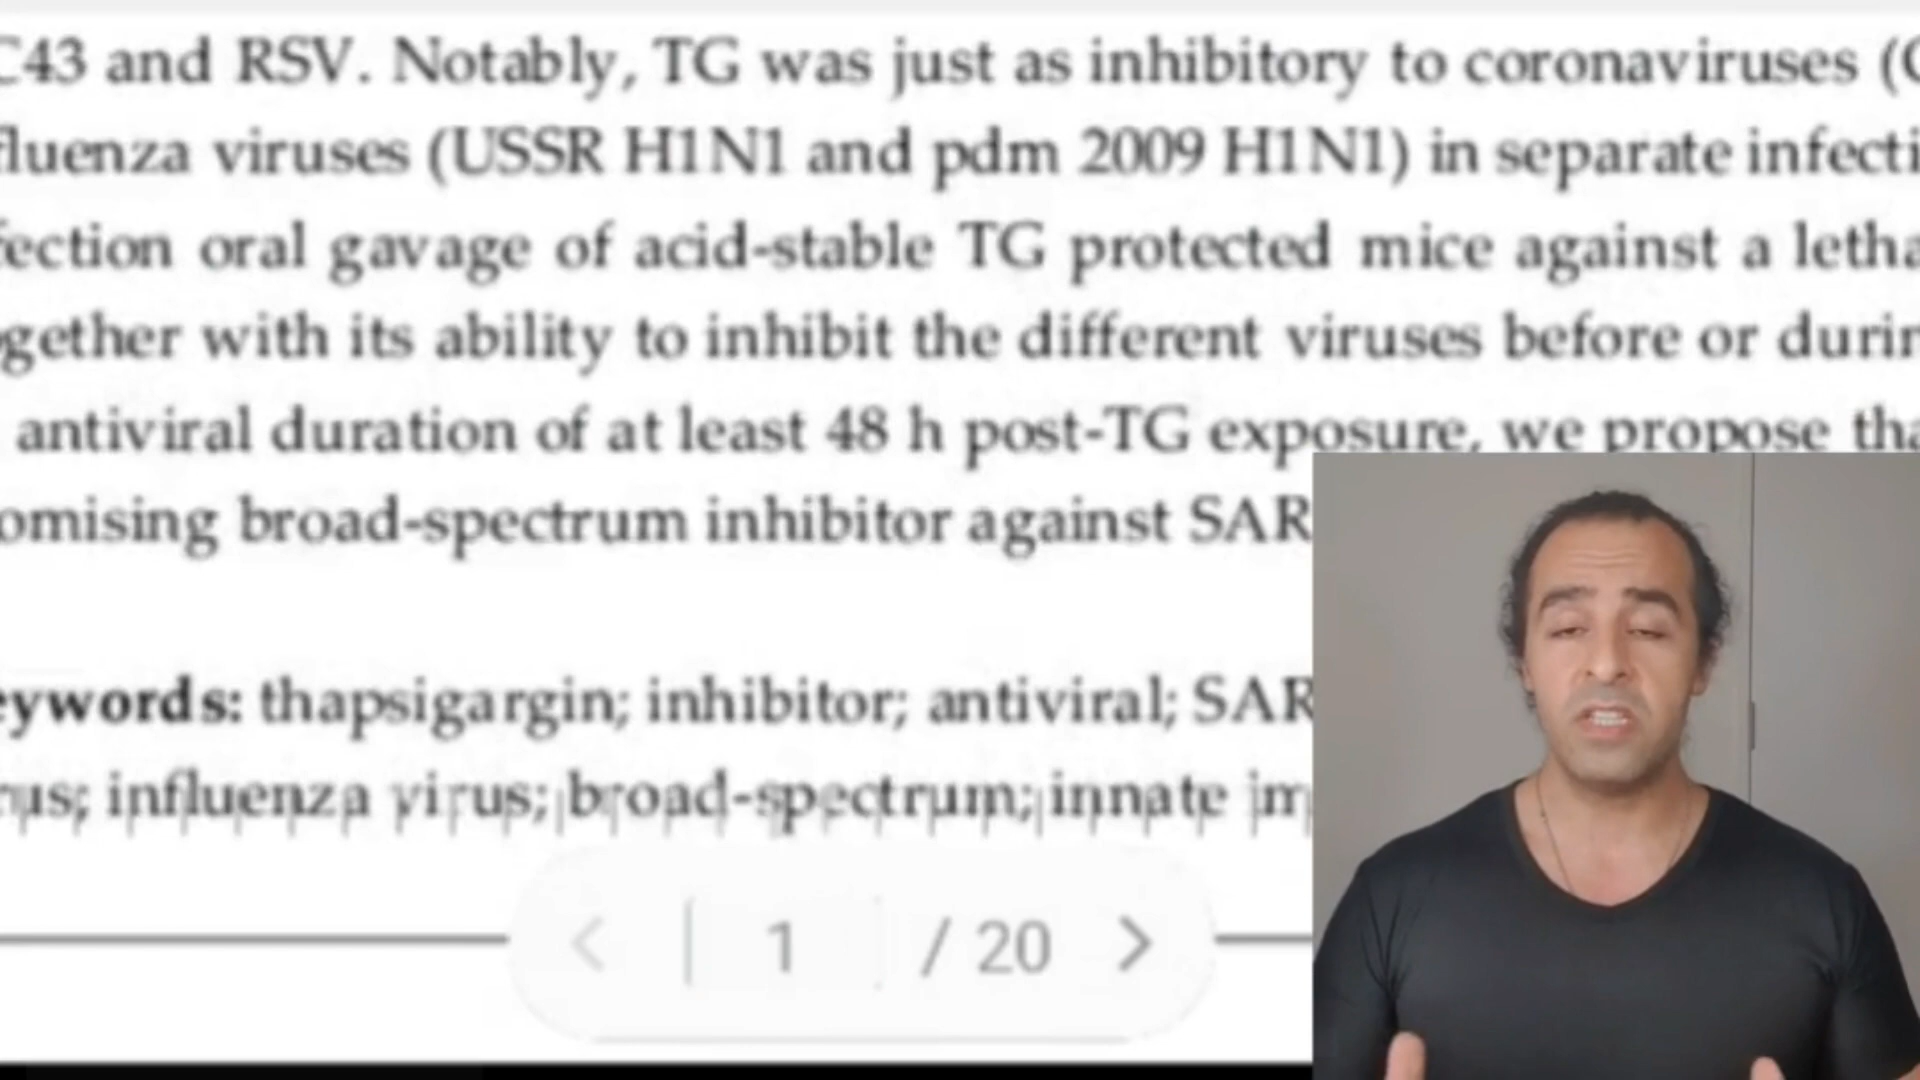 C43 and RSV. Notably, TG was just as inhibitory to coronaviruses (
fluenza viruses (USSR H1N1 and pdm 2009 H1N1) in separate infecti
fection oral gavage of acid-stable TG protected mice against a letha
ogether with its ability to inhibit the different viruses before or durin
antiviral duration of at least 48 h post-TG exposure, we propose tha
omising broad-spectrum inhibitor against SAR
eywords: thapsigargin; inhibitor; antiviral; SAR
rus; influenza virus; broad-spectrum; innate im
< 1 / 20 >